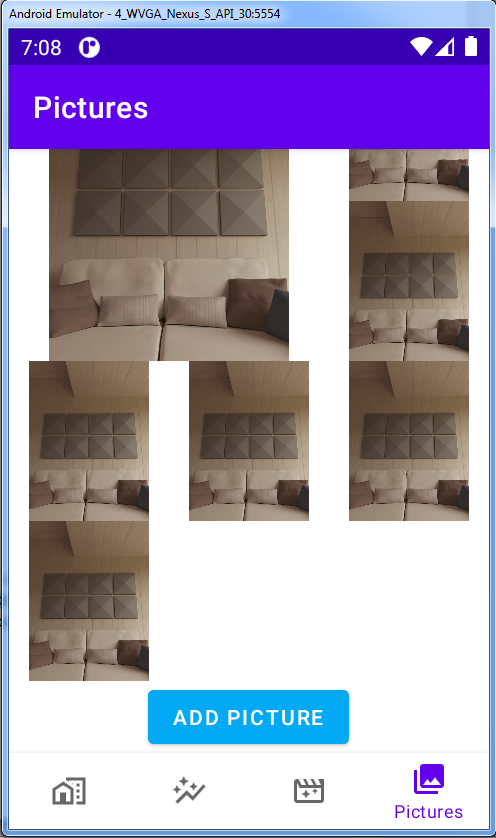 Android Emulator - 4_WVGA_Nexus_S_API_30:5554
7:08
Pictures
ADD PICTURE
Pictures